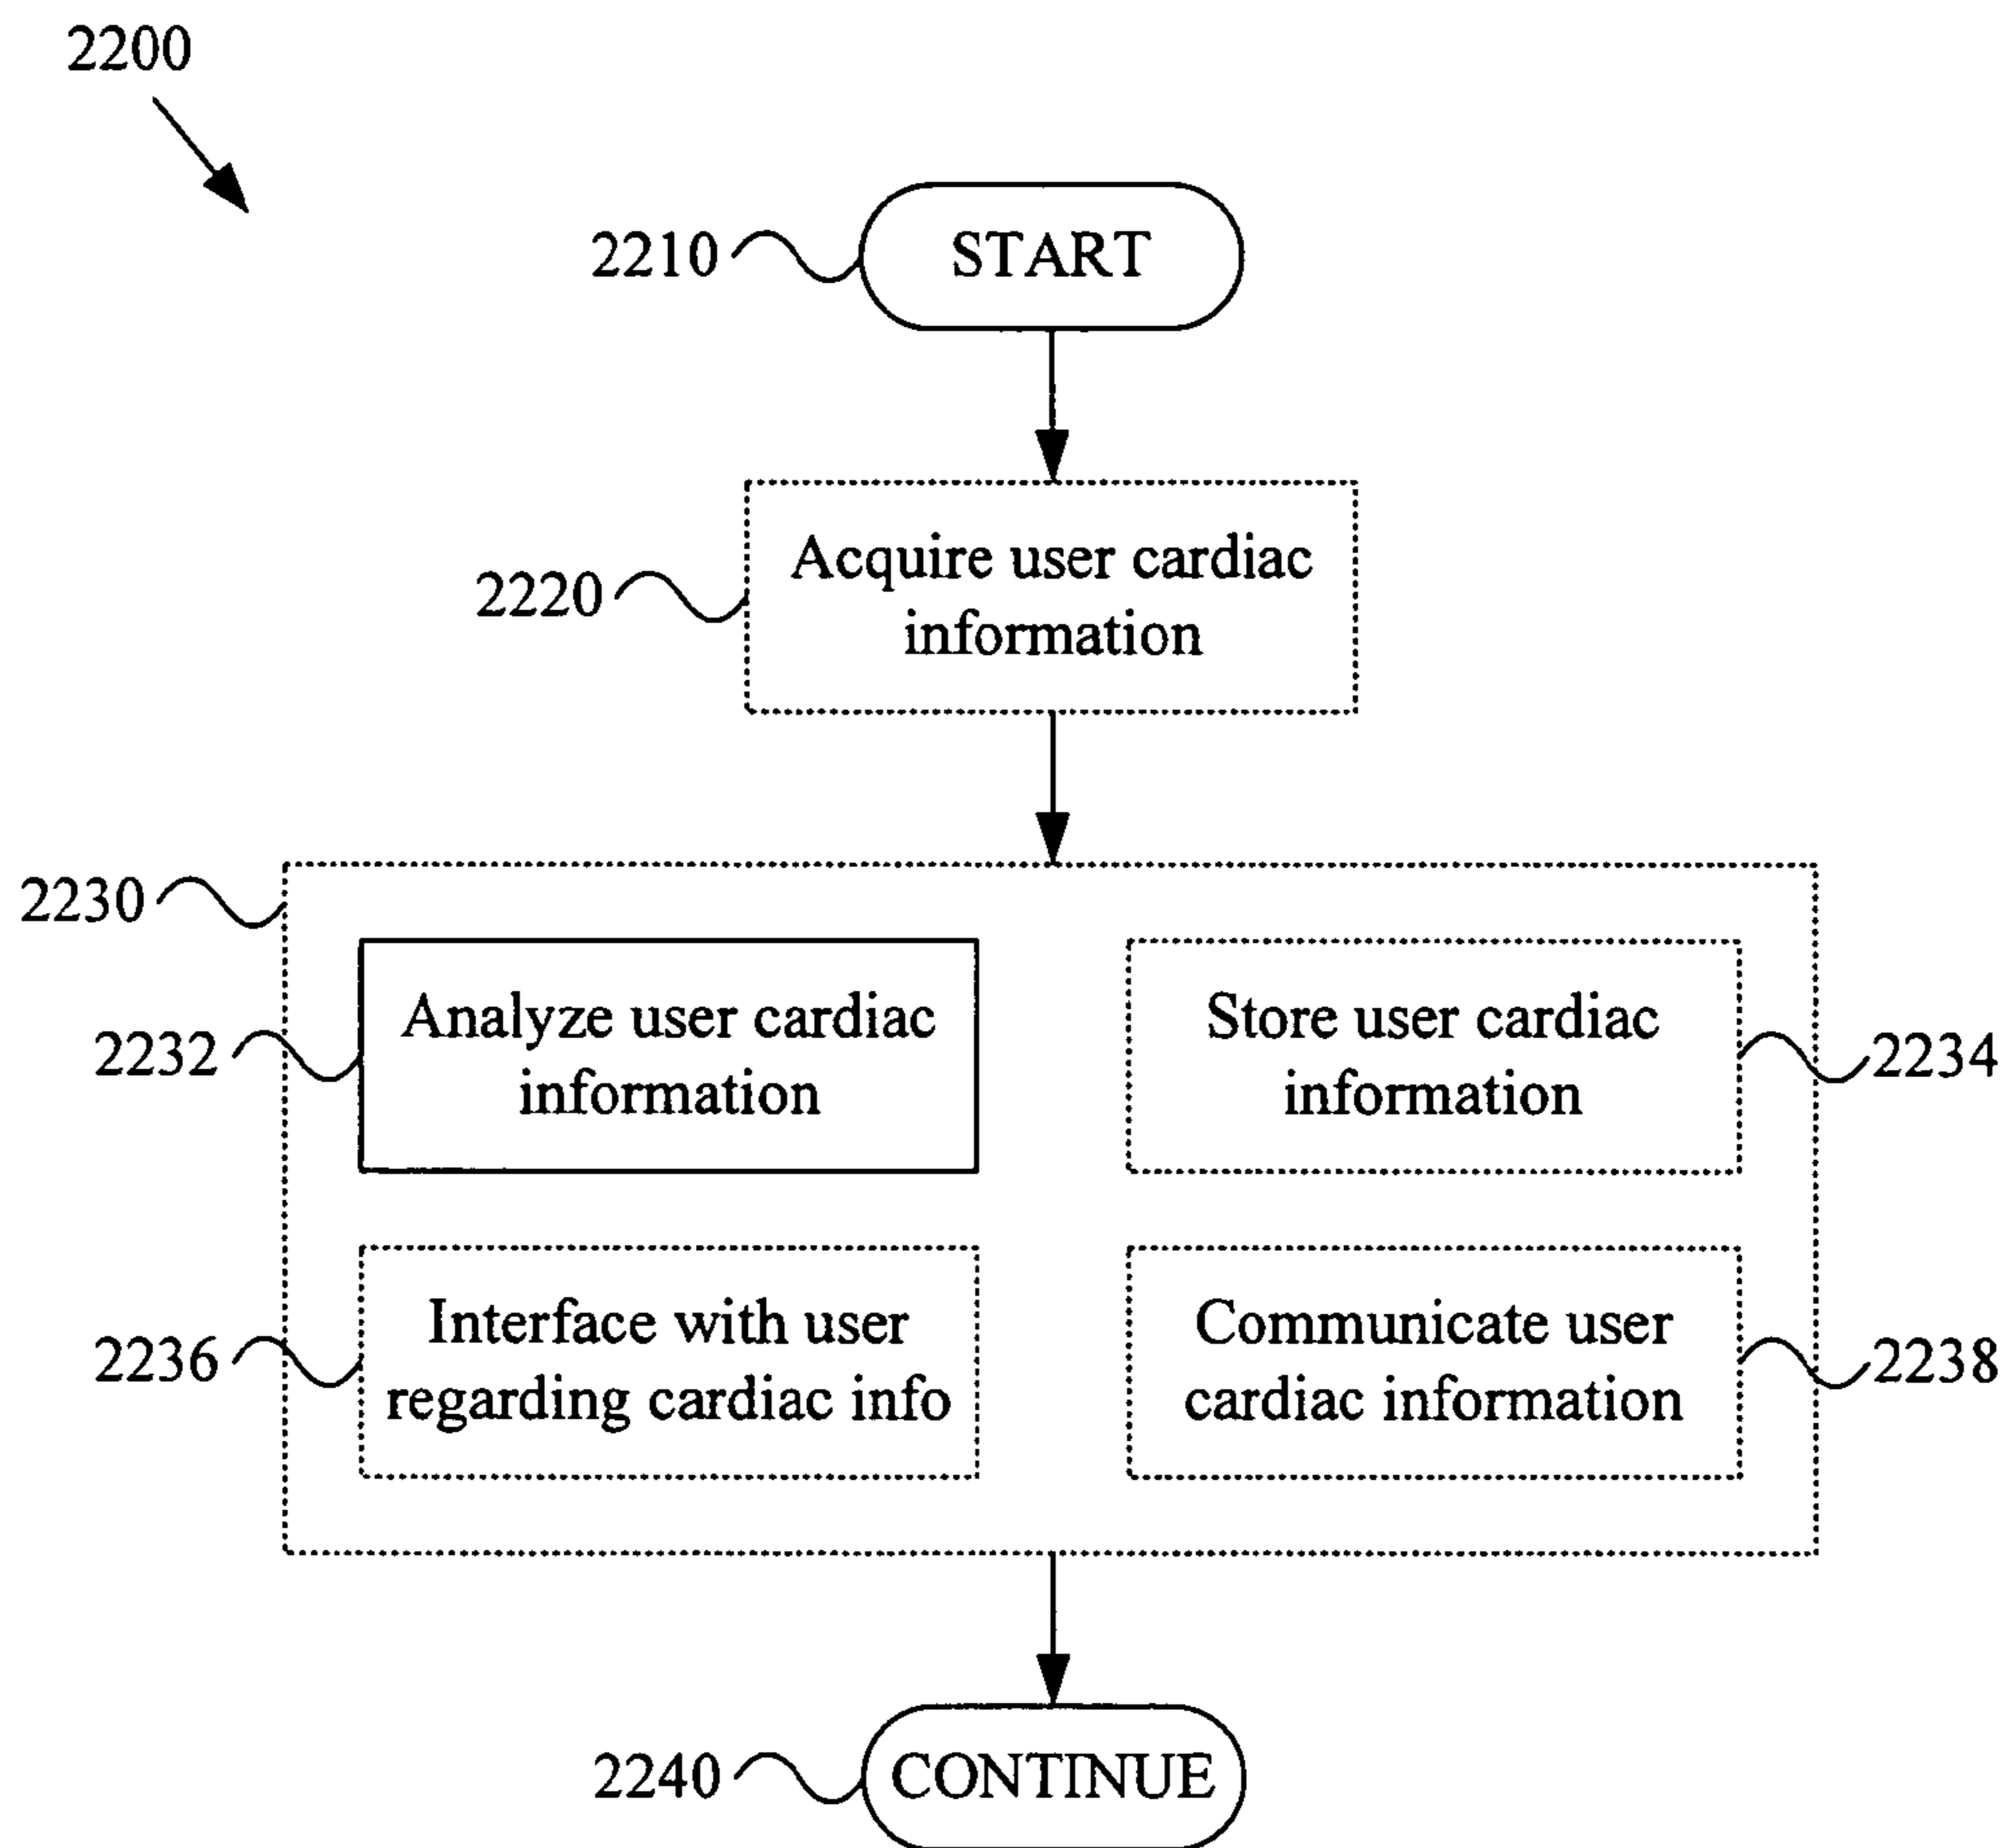 2200
2210
START
2220
Acquire user cardiac
information
2230
2232
Analyze user cardiac
information
Store user cardiac
information
2234
2236
Interface with user
regarding cardiac info
Communicate user
cardiac information
2238
2240
CONTINUE